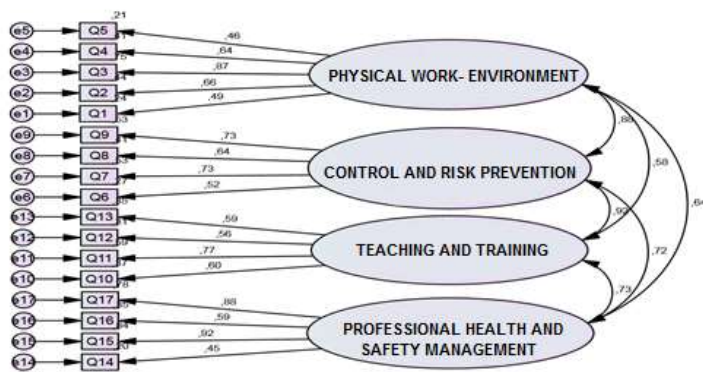 ,21
e5 Q5 ,46
e4 Q4 ,64
e3 Q3 ,87
e2 Q2 ,66
e1 Q1 ,49
PHYSICAL WORK- ENVIRONMENT
e9 Q9 ,73
e8 Q8 ,64
e7 Q7 ,73
e6 Q6 ,52
CONTROL AND RISK PREVENTION
e13 Q13 ,59
e12 Q12 ,56
e11 Q11 ,77
e10 Q10 ,60
TEACHING AND TRAINING
e17 Q17 ,88
e16 Q16 ,59
e15 Q15 ,92
e14 Q14 ,45
PROFESSIONAL HEALTH AND
SAFETY MANAGEMENT
,58
,64
,92
,72
,73